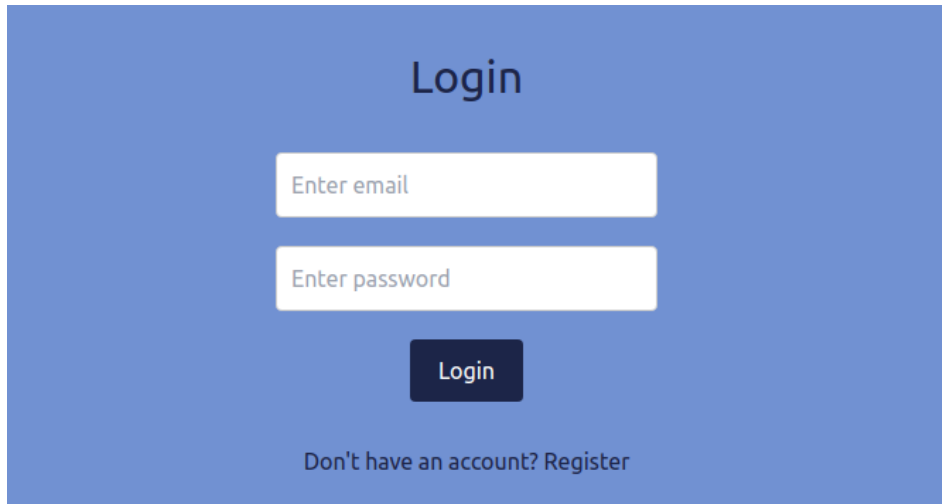 Login
Enter email
Enter password
Login
Don't have an account? Register